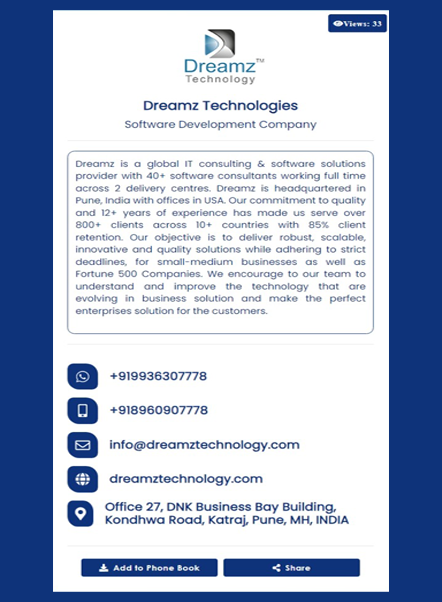 Views: 33
Dreamz™
Technology
Dreamz Technologies
Software Development Company
Dreamz is a global IT consulting & software solutions
provider with 40+ software consultants working full time
across 2 delivery centres. Dreamz is headquartered in
Pune, India with offices in USA. Our commitment to quality
and 12+ years of experience has made us serve over
800+ clients across 10+ countries with 85% client
retention. Our objective is to deliver robust, scalable,
innovative and quality solutions while adhering to strict
deadlines, for small-medium businesses as well as
Fortune 500 Companies. We encourage to our team to
understand and improve the technology that are
evolving in business solution and make the perfect
enterprises solution for the customers.
+919936307778
+918960907778
info@dreamztechnology.com
dreamztechnology.com
Office 27, DNK Business Bay Building,
Kondhwa Road, Katraj, Pune, MH, INDIA
Add to Phone Book
Share